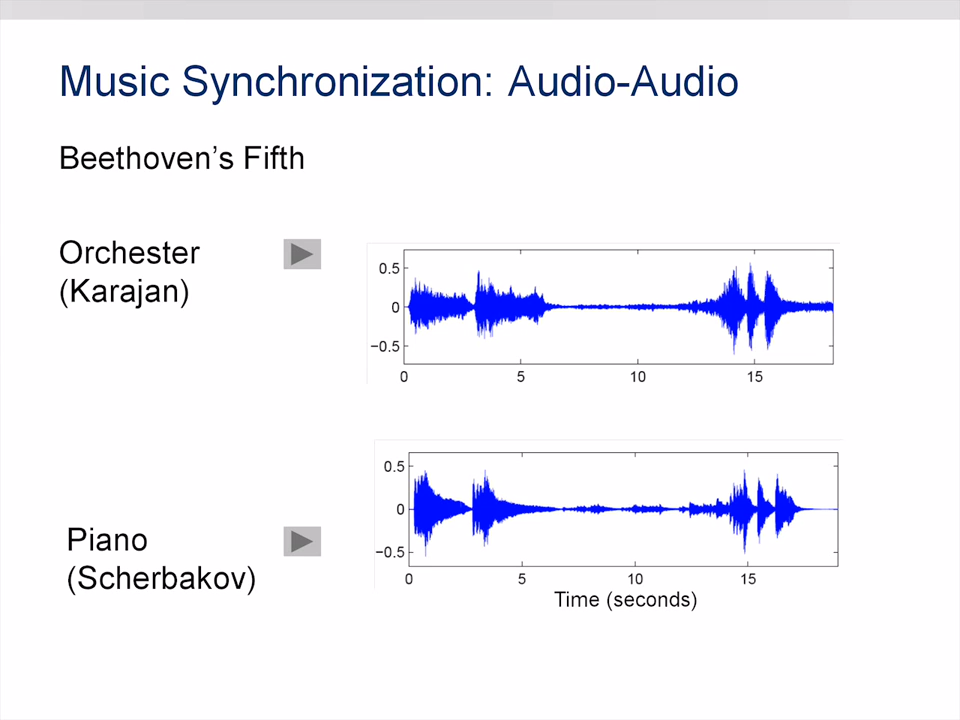 Music Synchronization: Audio-Audio
Beethoven's Fifth
Orchester
(Karajan)
0.5
0
−0.5
0 5 10 15
Piano
(Scherbakov)
0.5
0
−0.5
0 5 10 15
Time (seconds)